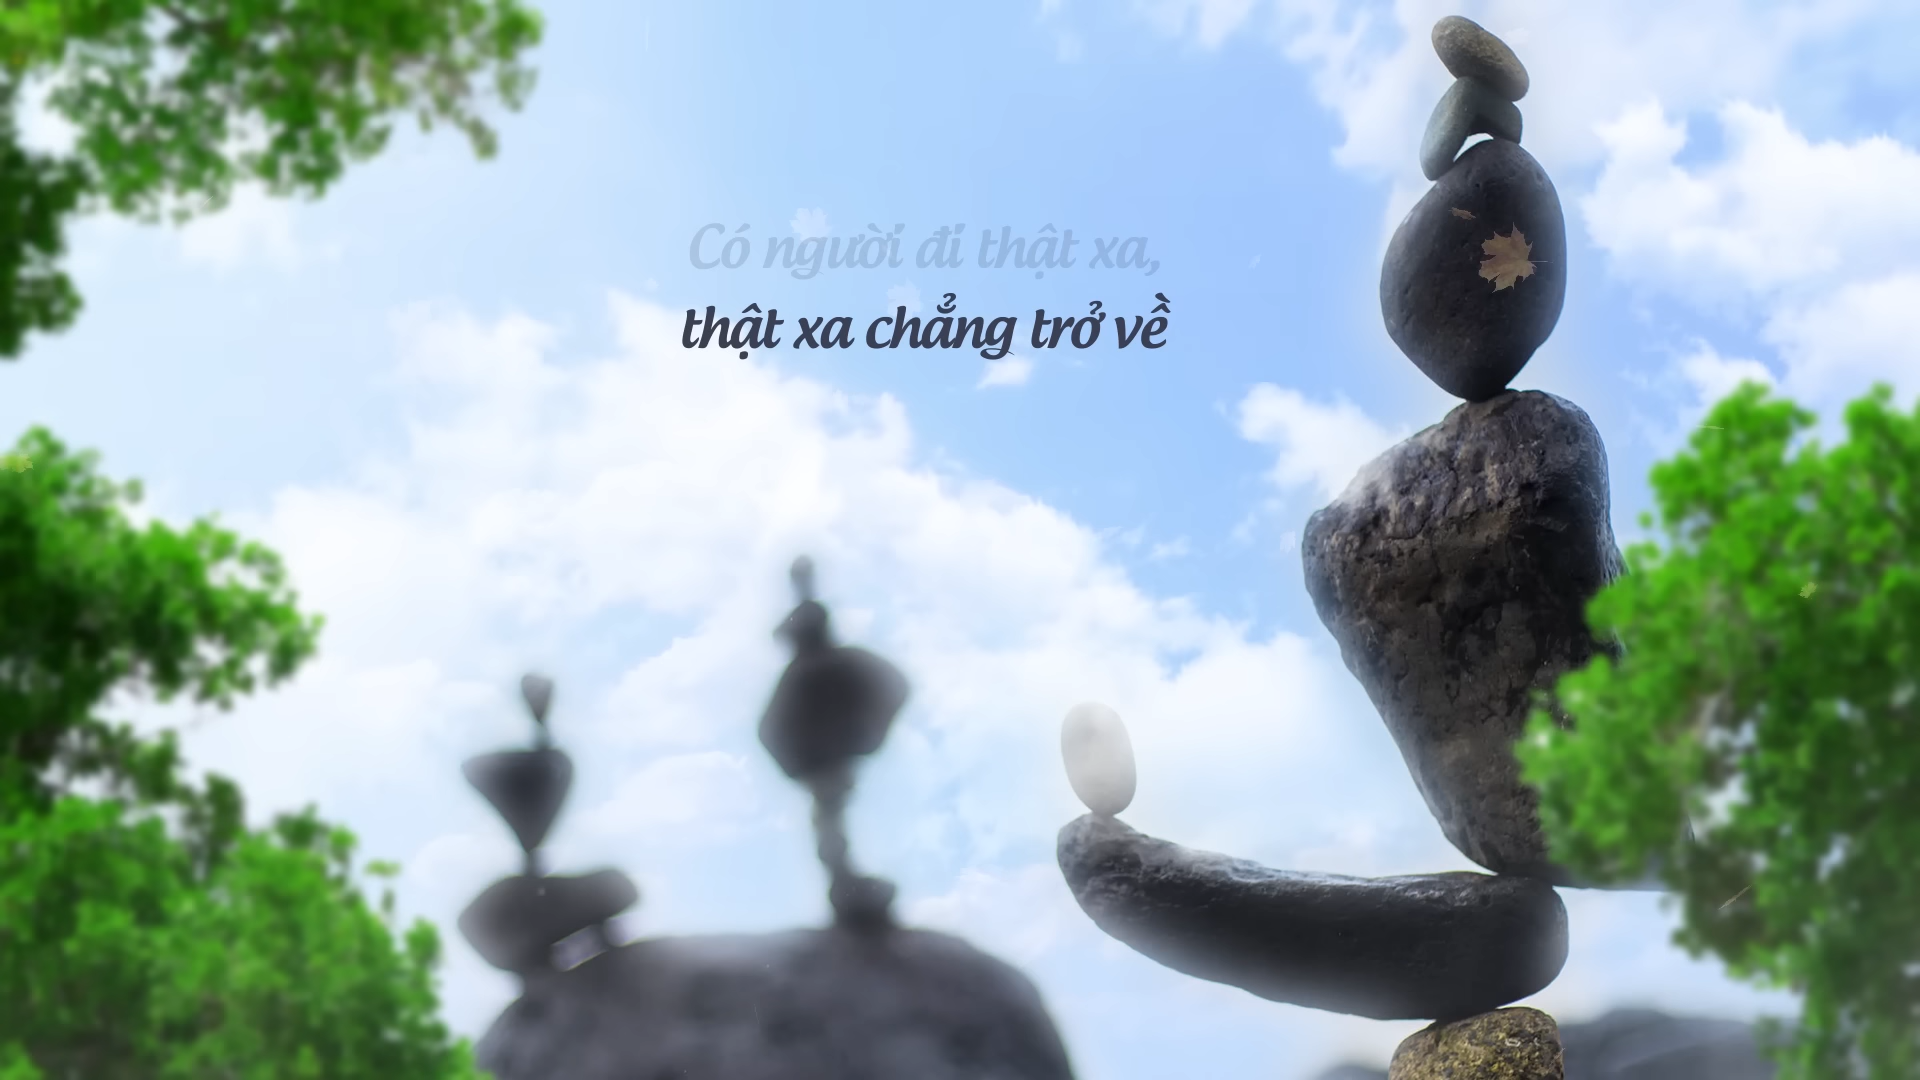 Có người đi thật xa,
thật xa chẳng trở về